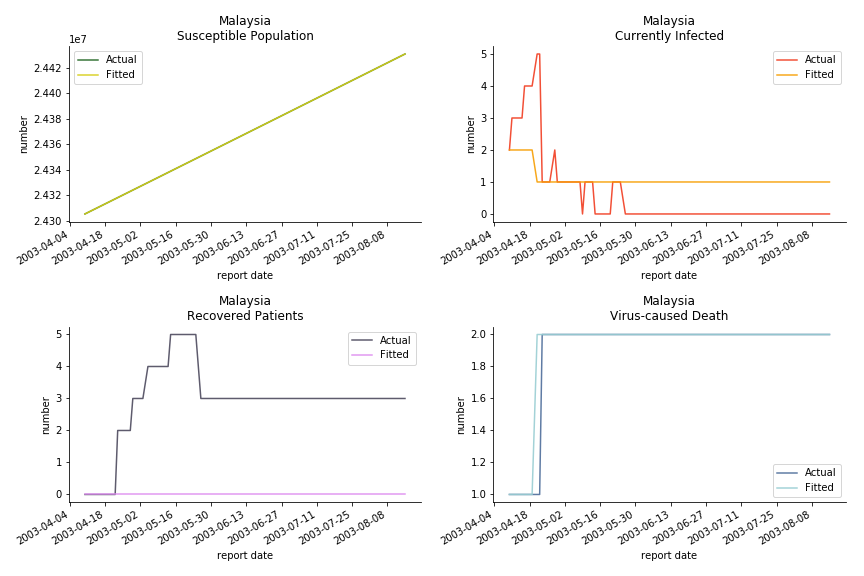 Malaysia
Susceptible Population
1e7
Actual
Fitted
2.442
2.440
2.438
2.436
2.434
2.432
2.430
number
2003-04-04
2003-04-18
2003-05-02
2003-05-16
2003-05-30
2003-06-13
2003-06-27
2003-07-11
2003-07-25
2003-08-08
report date
Malaysia
Currently Infected
Actual
Fitted
5
4
3
2
1
0
number
2003-04-04
2003-04-18
2003-05-02
2003-05-16
2003-05-30
2003-06-13
2003-06-27
2003-07-11
2003-07-25
2003-08-08
report date
Malaysia
Recovered Patients
Actual
Fitted
5
4
3
2
1
0
number
2003-04-04
2003-04-18
2003-05-02
2003-05-16
2003-05-30
2003-06-13
2003-06-27
2003-07-11
2003-07-25
2003-08-08
report date
Malaysia
Virus-caused Death
2.0
1.8
1.6
1.4
1.2
1.0
number
Actual
Fitted
2003-04-04
2003-04-18
2003-05-02
2003-05-16
2003-05-30
2003-06-13
2003-06-27
2003-07-11
2003-07-25
2003-08-08
report date